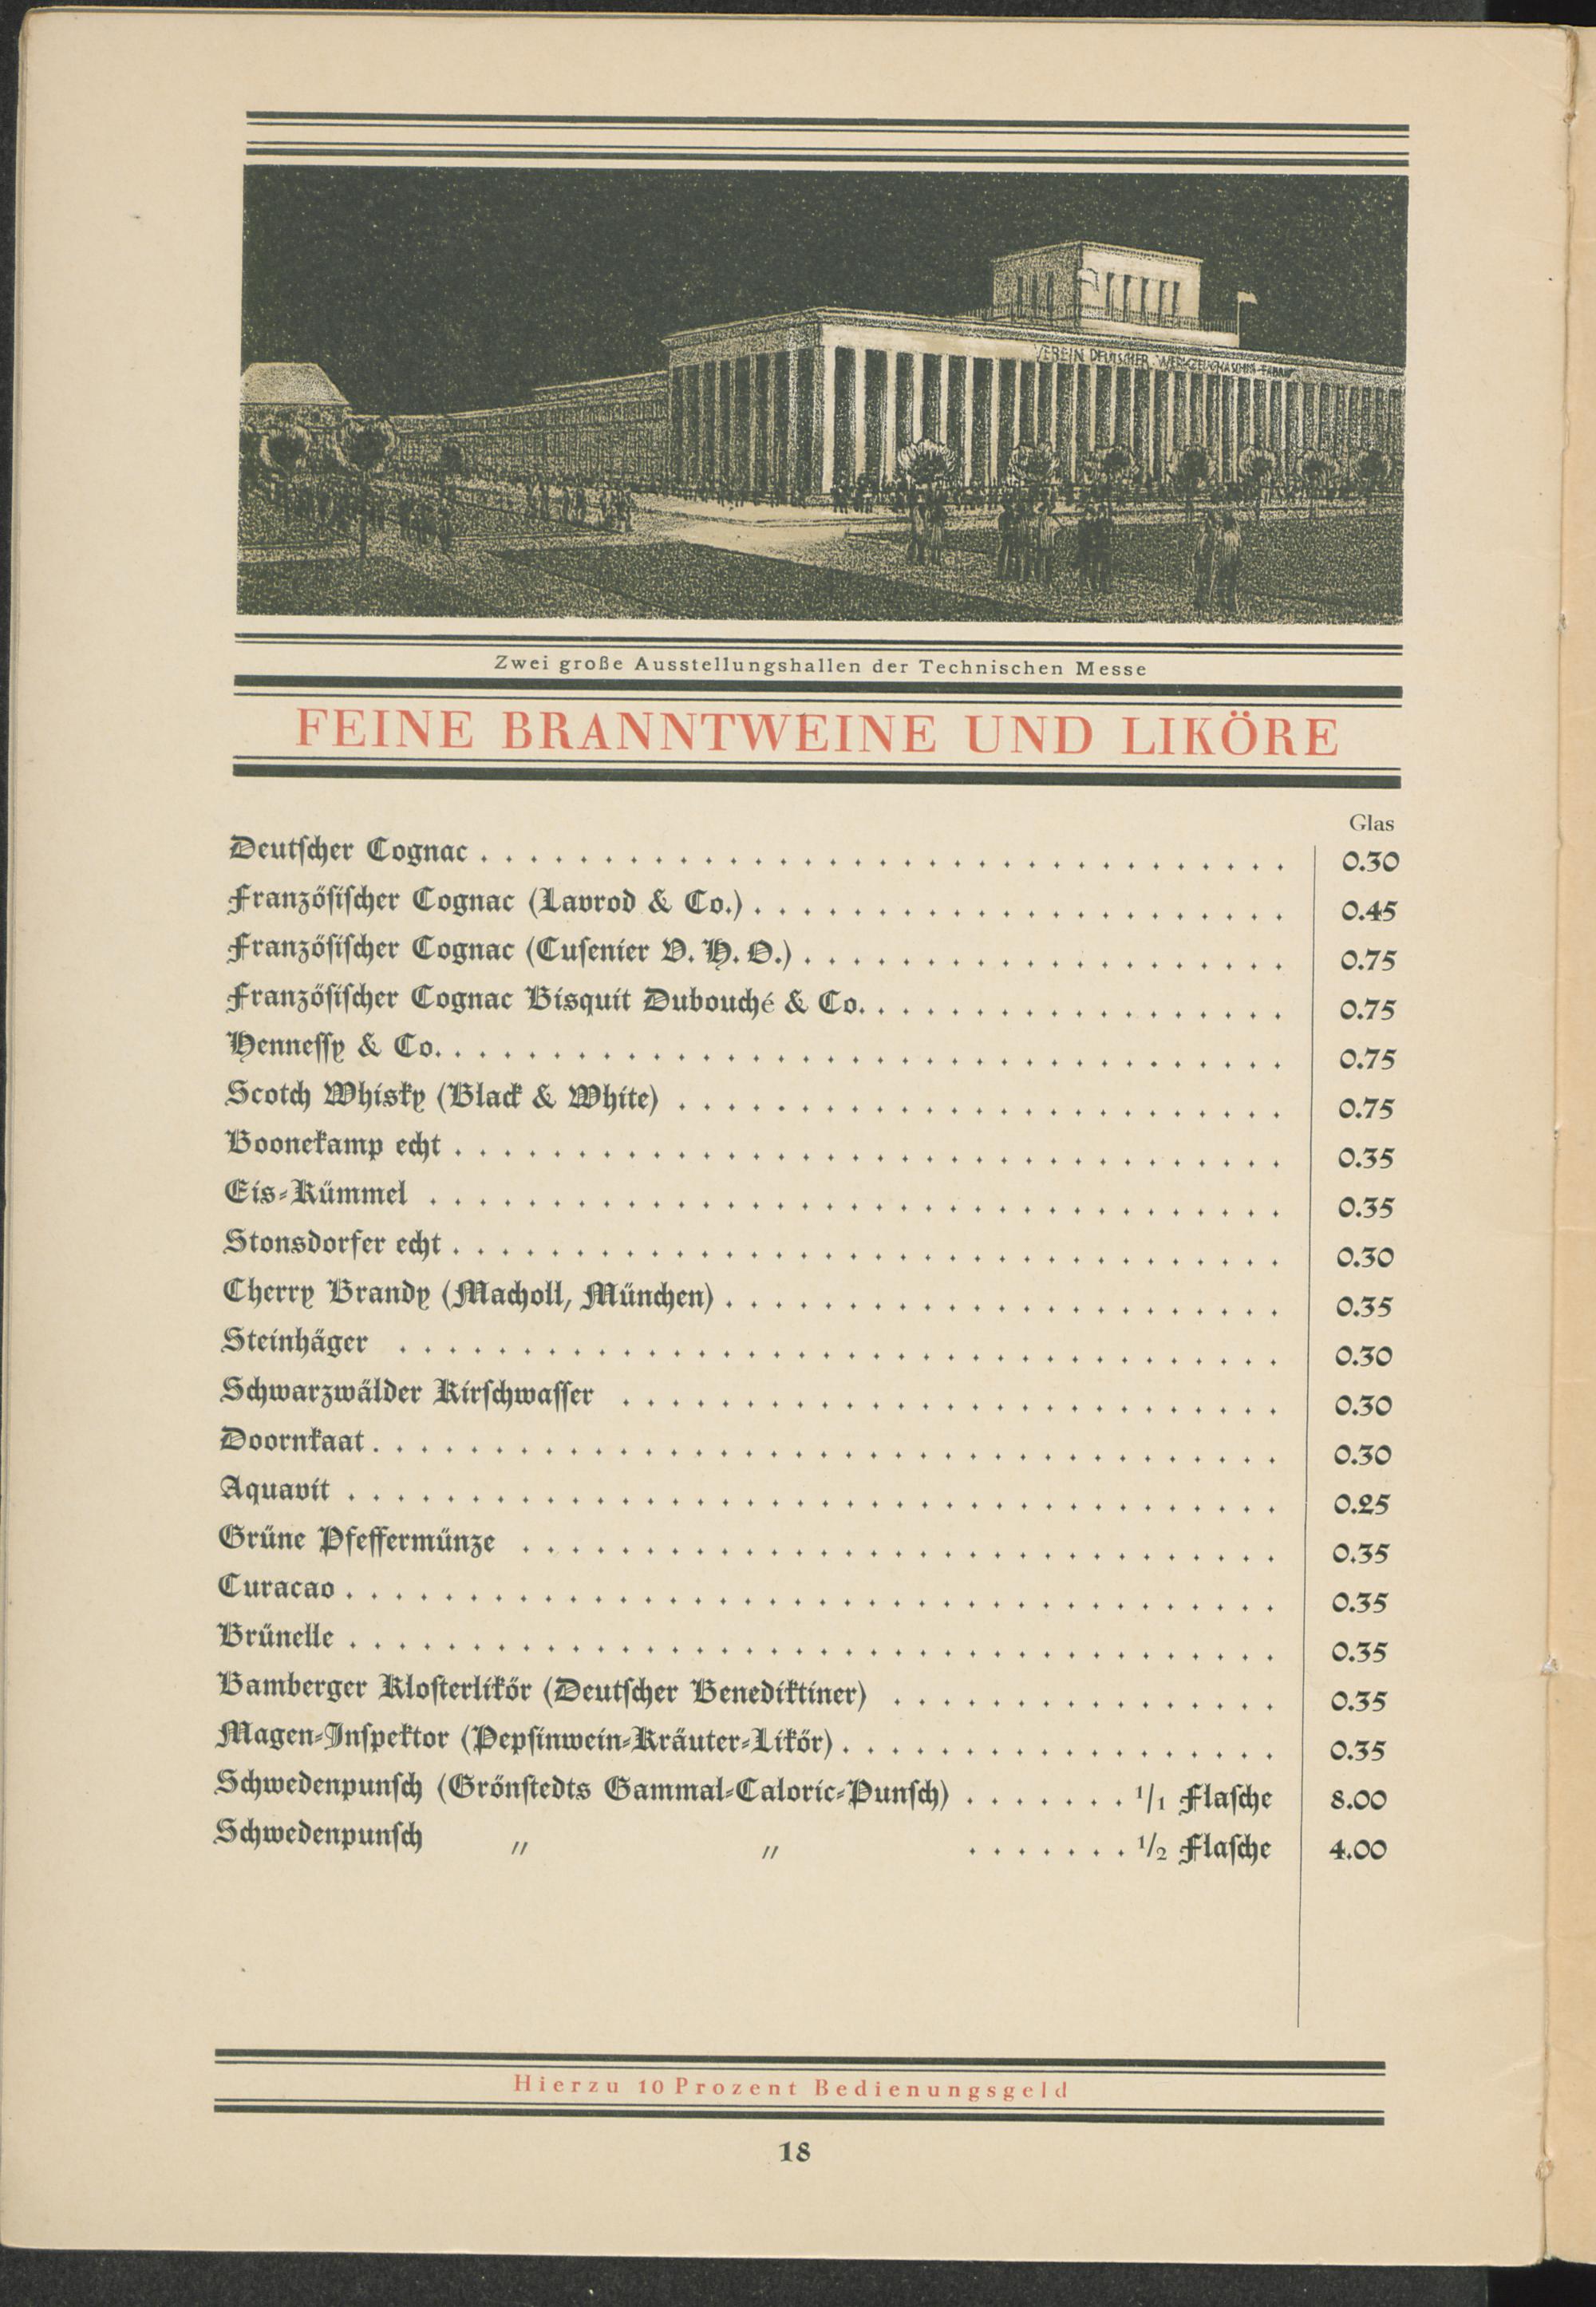 VEREIN DEUTSCHER WERKZEUGMASCHIN-FABRIK
Zwei große Ausstellungshallen der Technischen Messe
FEINE BRANNTWEINE UND LIKÖRE
Glas
Deutſcher Cognac . . . . . . . . . . 0.30
Französiſcher Cognac (Lavrod & Co.) . . . . . . . . . . 0.45
Französiſcher Cognac (Cuſenier V. H. O.) . . . . . . . . . . 0.75
Französiſcher Cognac Bisquit Dubouché & Co. . . . . . . . . . . 0.75
Henneſſy & Co. . . . . . . . . . . 0.75
Scotch Whisky (Black & White) . . . . . . . . . . 0.75
Boonekamp echt . . . . . . . . . . 0.35
Eis-Kümmel . . . . . . . . . . 0.35
Stonsdorfer echt . . . . . . . . . . 0.30
Cherry Brandy (Macholl, München) . . . . . . . . . . 0.35
Steinhäger . . . . . . . . . . 0.30
Schwarzwälder Kirſchwaſſer . . . . . . . . . . 0.30
Doornkaat . . . . . . . . . . 0.30
Aquavit . . . . . . . . . . 0.25
Grüne Pfeffermünze . . . . . . . . . . 0.35
Curacao . . . . . . . . . . 0.35
Brünelle . . . . . . . . . . 0.35
Bamberger Kloſterlikör (Deutſcher Benediktiner) . . . . . . . . . . 0.35
Magen-Inſpektor (Pepſinwein-Kräuter-Likör) . . . . . . . . . . 0.35
Schwedenpunſch (Grönſtedts Gammal-Caloric-Punſch) . . . . . . . 1/1 Flaſche 8.00
Schwedenpunſch " " . . . . . . . 1/2 Flaſche 4.00
Hierzu 10 Prozent Bedienungsgeld
18